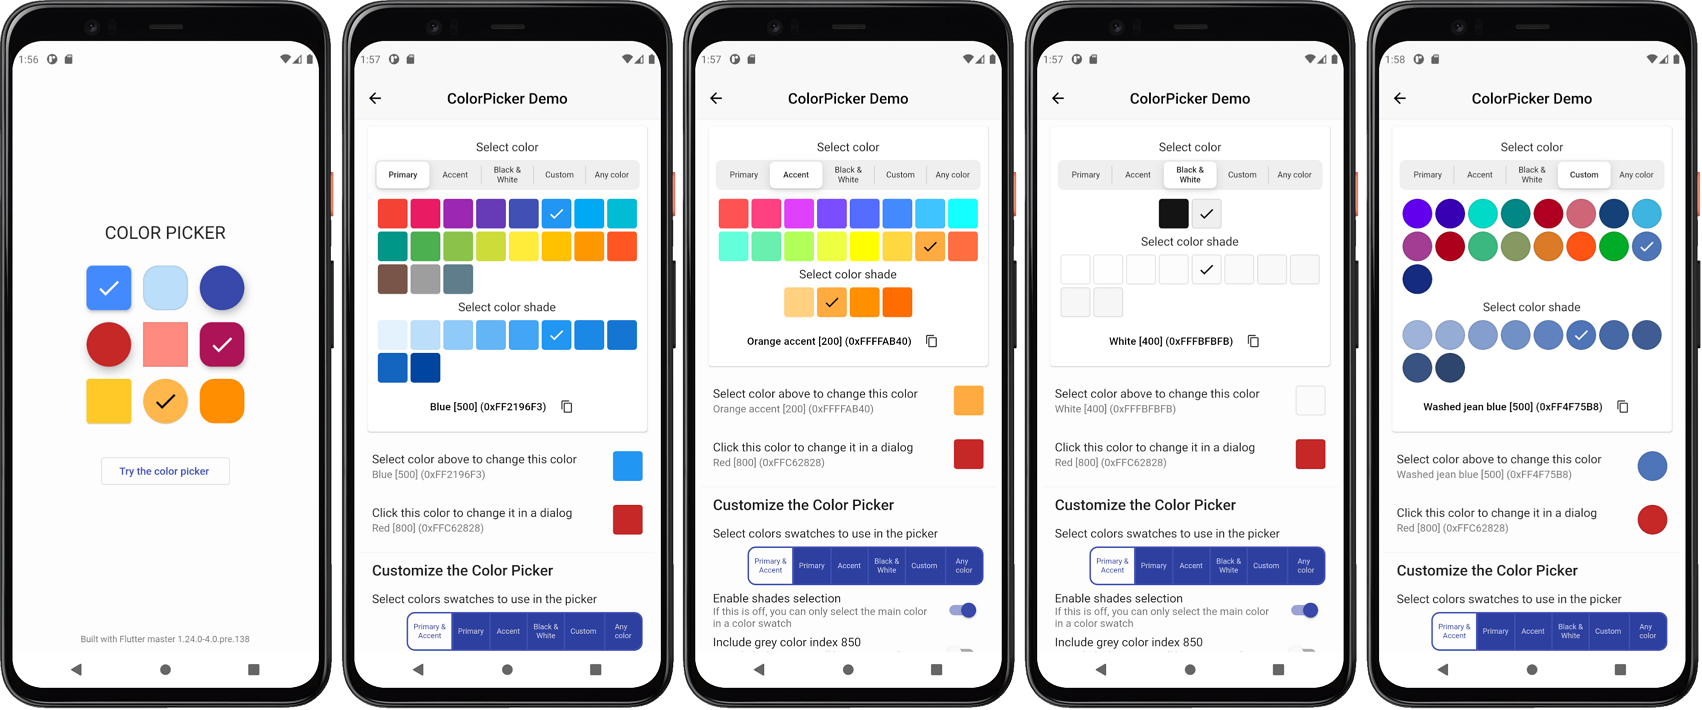 1:56
COLOR PICKER
Try the color picker
Built with Flutter master 1.24.0-4.0.pre.138
1:57
ColorPicker Demo
Select color
Primary
Accent
Black &
White
Custom
Any color
Select color shade
Blue [500] (0xFF2196F3)
Select color above to change this color
Blue [500] (0xFF2196F3)
Click this color to change it in a dialog
Red [800] (0xFFC62828)
Customize the Color Picker
Select colors swatches to use in the picker
Primary &
Accent
Primary
Accent
Black &
White
Custom
Any
color
1:57
ColorPicker Demo
Select color
Primary
Accent
Black &
White
Custom
Any color
Select color shade
Orange accent [200] (0xFFFFAB40)
Select color above to change this color
Orange accent [200] (0xFFFFAB40)
Click this color to change it in a dialog
Red [800] (0xFFC62828)
Customize the Color Picker
Select colors swatches to use in the picker
Primary &
Accent
Primary
Accent
Black &
White
Custom
Any
color
Enable shades selection
If this is off, you can only select the main color
in a color swatch
Include grey color index 850
1:57
ColorPicker Demo
Select color
Primary
Accent
Black &
White
Custom
Any color
Select color shade
White [400] (0xFFFBFBFB)
Select color above to change this color
White [400] (0xFFFBFBFB)
Click this color to change it in a dialog
Red [800] (0xFFC62828)
Customize the Color Picker
Select colors swatches to use in the picker
Primary &
Accent
Primary
Accent
Black &
White
Custom
Any
color
Enable shades selection
If this is off, you can only select the main color
in a color swatch
Include grey color index 850
1:58
ColorPicker Demo
Select color
Primary
Accent
Black &
White
Custom
Any color
Select color shade
Washed jean blue [500] (0xFF4F75B8)
Select color above to change this color
Washed jean blue [500] (0xFF4F75B8)
Click this color to change it in a dialog
Red [800] (0xFFC62828)
Customize the Color Picker
Select colors swatches to use in the picker
Primary &
Accent
Primary
Accent
Black &
White
Custom
Any
color